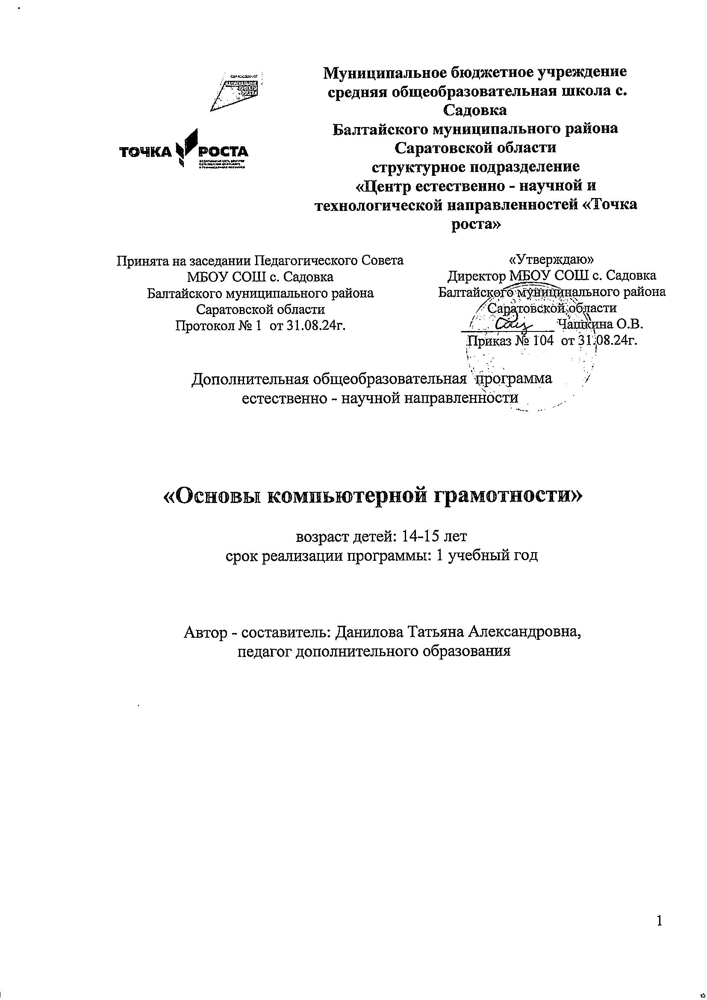 Муниципальное бюджетное учреждение
средняя общеобразовательная школа с.
Садовка
Балтайского муниципального района
Саратовской области
структурное подразделение
«Центр естественно - научной и
технологической направленностей «Точка
роста»
ТОЧКА РОСТА
Принята на заседании Педагогического Совета
МБОУ СОШ с. Садовка
Балтайского муниципального района
Саратовской области
Протокол № 1 от 31.08.24г.
«Утверждаю»
Директор МБОУ СОШ с. Садовка
Балтайского муниципального района
Саратовской области
Чашкина О.В.
Приказ № 104 от 31.08.24г.
Дополнительная общеобразовательная программа
естественно - научной направленности
«Основы компьютерной грамотности»
возраст детей: 14-15 лет
срок реализации программы: 1 учебный год
Автор - составитель: Данилова Татьяна Александровна,
педагог дополнительного образования
1